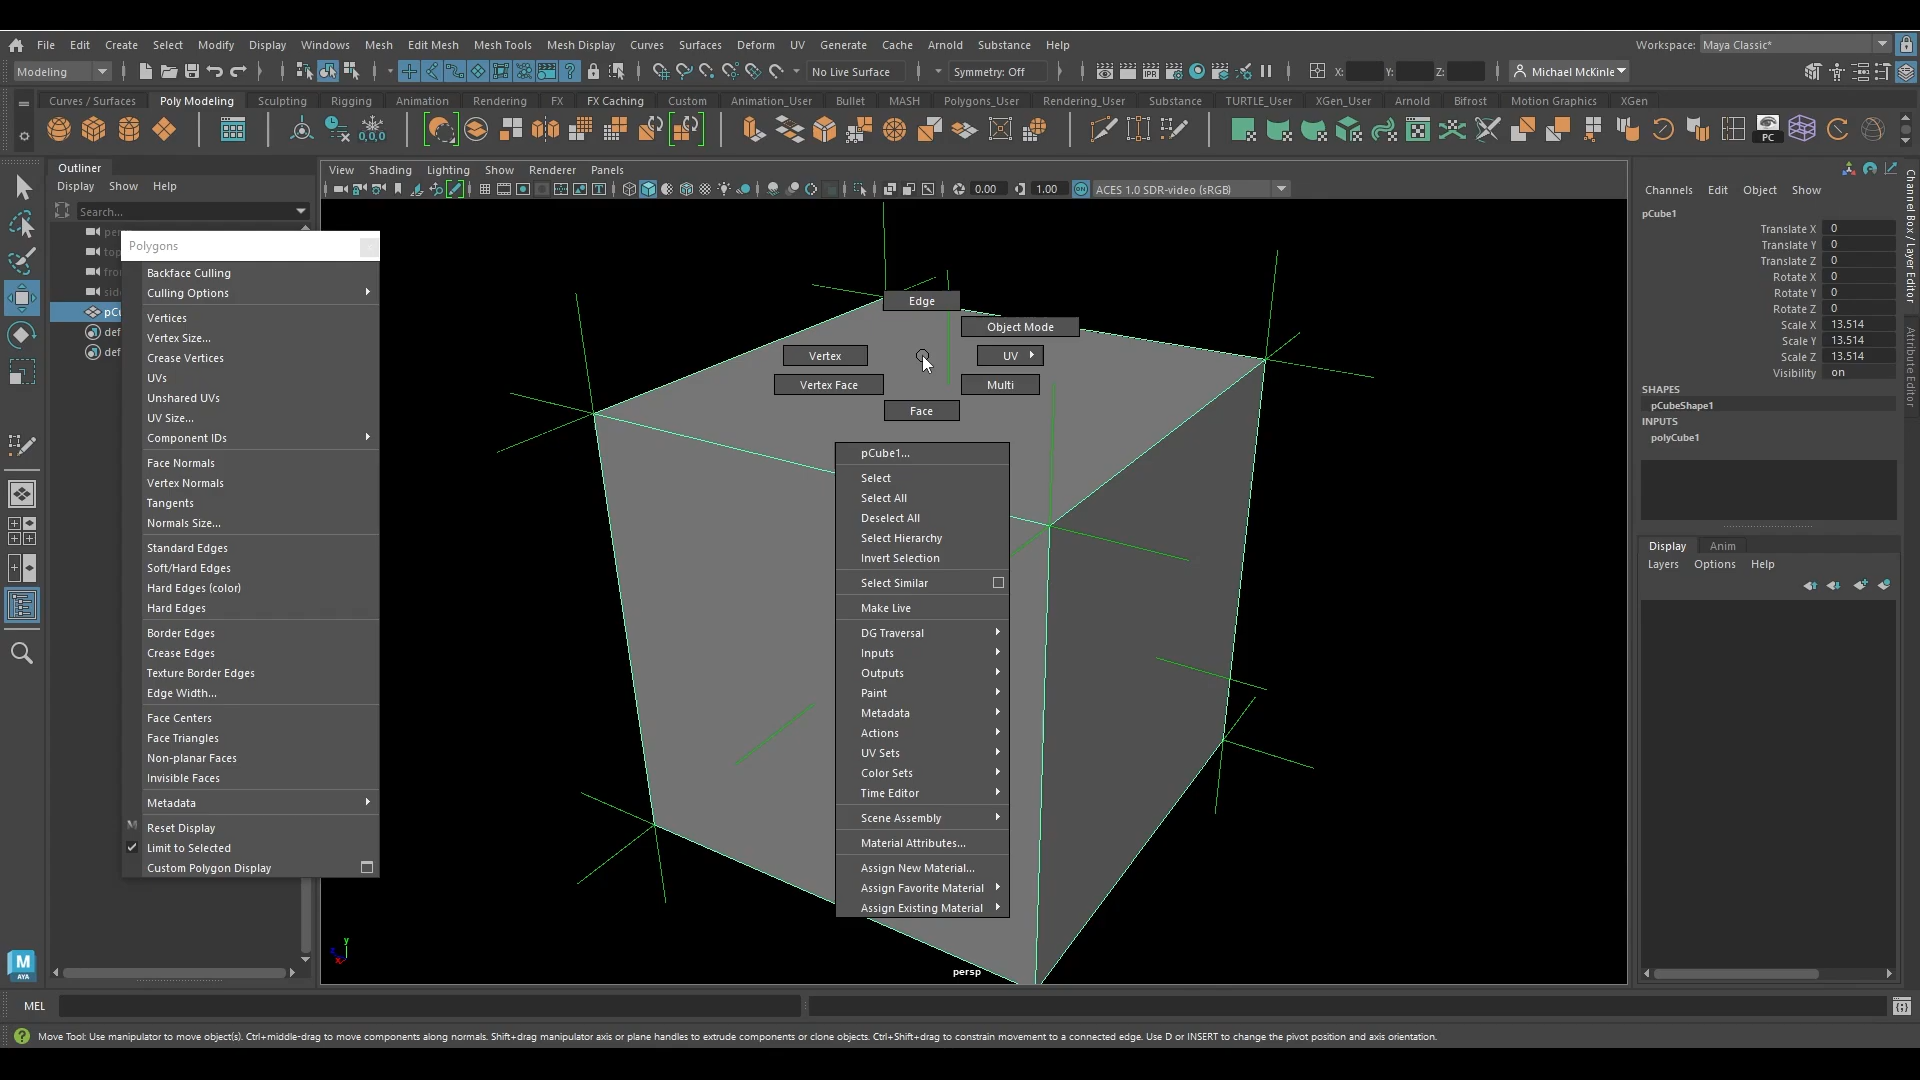 File Edit Create Select Modify Display Windows Mesh Edit Mesh Mesh Tools Mesh Display Curves Surfaces Deform UV Generate Cache Arnold Substance Help
Workspace: Maya Classic*
Modeling
No Live Surface
Symmetry: Off
X: Y: Z:
Michael McKinle
Curves / Surfaces Poly Modeling Sculpting Rigging Animation Rendering FX FX Caching Custom Animation_User Bullet MASH Polygons_User Rendering_User Substance TURTLE_User XGen_User Arnold Bifrost Motion Graphics XGen
PC
Outliner
Display Show Help
Search...
pCu
def
def
Polygons
Backface Culling
Culling Options
Vertices
Vertex Size...
Crease Vertices
UVs
Unshared UVs
UV Size...
Component IDs
Face Normals
Vertex Normals
Tangents
Normals Size...
Standard Edges
Soft/Hard Edges
Hard Edges (color)
Hard Edges
Border Edges
Crease Edges
Texture Border Edges
Edge Width...
Face Centers
Face Triangles
Non-planar Faces
Invisible Faces
Metadata
Reset Display
Limit to Selected
Custom Polygon Display
View Shading Lighting Show Renderer Panels
0.00
1.00
ON
ACES 1.0 SDR-video (sRGB)
Edge
Object Mode
Vertex
UV
Vertex Face
Multi
Face
pCube1...
Select
Select All
Deselect All
Select Hierarchy
Invert Selection
Select Similar
Make Live
DG Traversal
Inputs
Outputs
Paint
Metadata
Actions
UV Sets
Color Sets
Time Editor
Scene Assembly
Material Attributes...
Assign New Material...
Assign Favorite Material
Assign Existing Material
y
persp
Channels Edit Object Show
pCube1
Translate X 0
Translate Y 0
Translate Z 0
Rotate X 0
Rotate Y 0
Rotate Z 0
Scale X 13.514
Scale Y 13.514
Scale Z 13.514
Visibility on
SHAPES
pCubeShape1
INPUTS
polyCube1
Display Anim
Layers Options Help
Channel Box / Layer Editor
Attribute Editor
M
AYA
MEL
Move Tool: Use manipulator to move object(s). Ctrl+middle-drag to move components along normals. Shift+drag manipulator axis or plane handles to extrude components or clone objects. Ctrl+Shift+drag to constrain movement to a connected edge. Use D or INSERT to change the pivot position and axis orientation.